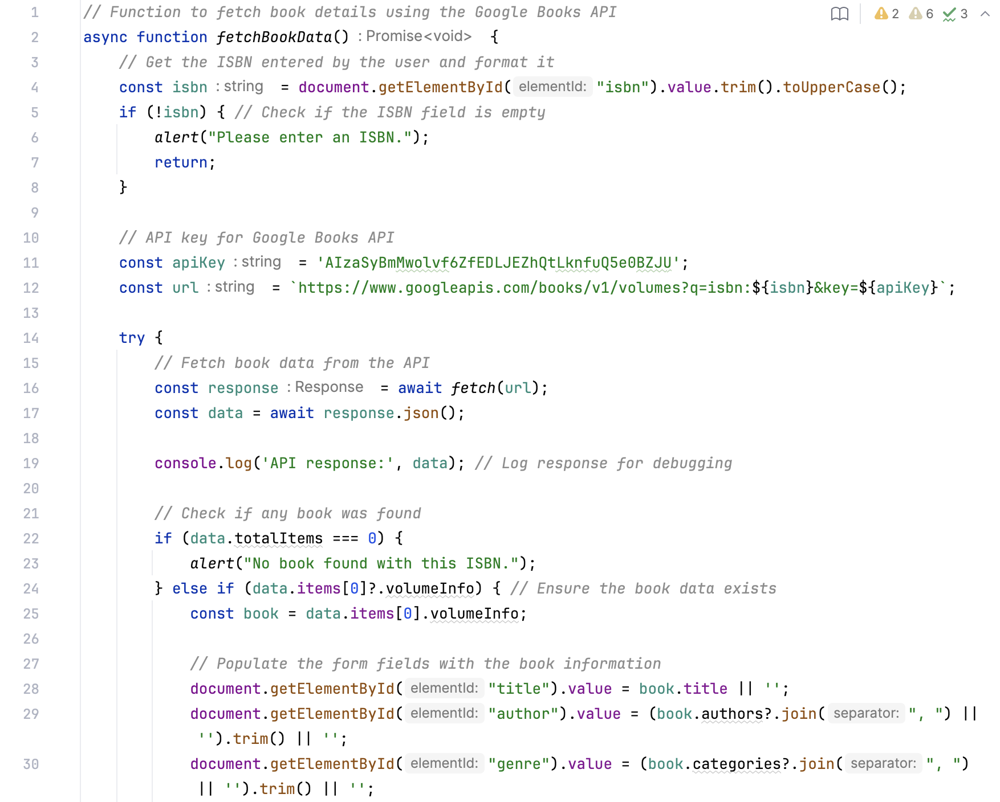 1 // Function to fetch book details using the Google Books API 2 6 3
2 async function fetchBookData() : Promise<void> {
3 // Get the ISBN entered by the user and format it
4 const isbn : string = document.getElementById( elementId: "isbn").value.trim().toUpperCase();
5 if (!isbn) { // Check if the ISBN field is empty
6 alert("Please enter an ISBN.");
7 return;
8 }
9
10 // API key for Google Books API
11 const apiKey : string = 'AIzaSyBmMwolvf6ZfEDLJEZhQtLknfuQ5e0BZJU';
12 const url : string = `https://www.googleapis.com/books/v1/volumes?q=isbn:${isbn}&key=${apiKey}`;
13
14 try {
15 // Fetch book data from the API
16 const response : Response = await fetch(url);
17 const data = await response.json();
18
19 console.log('API response:', data); // Log response for debugging
20
21 // Check if any book was found
22 if (data.totalItems === 0) {
23 alert("No book found with this ISBN.");
24 } else if (data.items[0]?.volumeInfo) { // Ensure the book data exists
25 const book = data.items[0].volumeInfo;
26
27 // Populate the form fields with the book information
28 document.getElementById( elementId: "title").value = book.title || '';
29 document.getElementById( elementId: "author").value = (book.authors?.join( separator: ", ") ||
'').trim() || '';
30 document.getElementById( elementId: "genre").value = (book.categories?.join( separator: ", ")
|| '').trim() || '';